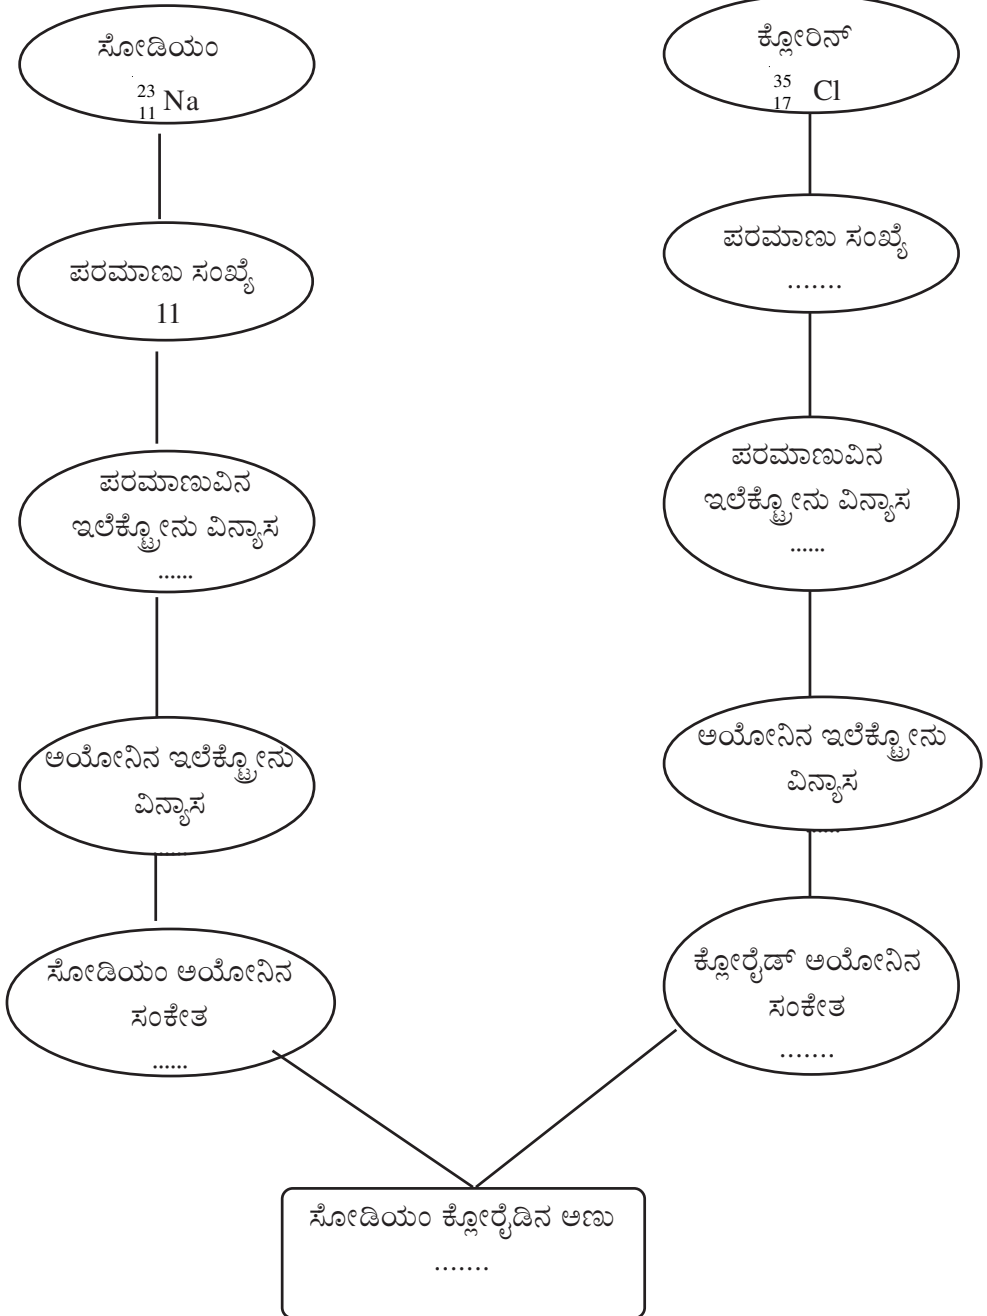 ಸೋಡಿಯಂ
23
11 Na
ಪರಮಾಣು ಸಂಖ್ಯೆ
11
ಪರಮಾಣುವಿನ
ಇಲೆಕ್ಟ್ರೋನು ವಿನ್ಯಾಸ
......
ಅಯೋನಿನ ಇಲೆಕ್ಟ್ರೋನು
ವಿನ್ಯಾಸ
......
ಸೋಡಿಯಂ ಅಯೋನಿನ
ಸಂಕೇತ
......
ಕ್ಲೋರಿನ್
35
17 Cl
ಪರಮಾಣು ಸಂಖ್ಯೆ
.......
ಪರಮಾಣುವಿನ
ಇಲೆಕ್ಟ್ರೋನು ವಿನ್ಯಾಸ
......
ಅಯೋನಿನ ಇಲೆಕ್ಟ್ರೋನು
ವಿನ್ಯಾಸ
......
ಕ್ಲೋರೈಡ್ ಅಯೋನಿನ
ಸಂಕೇತ
.......
ಸೋಡಿಯಂ ಕ್ಲೋರೈಡಿನ ಅಣು
.......